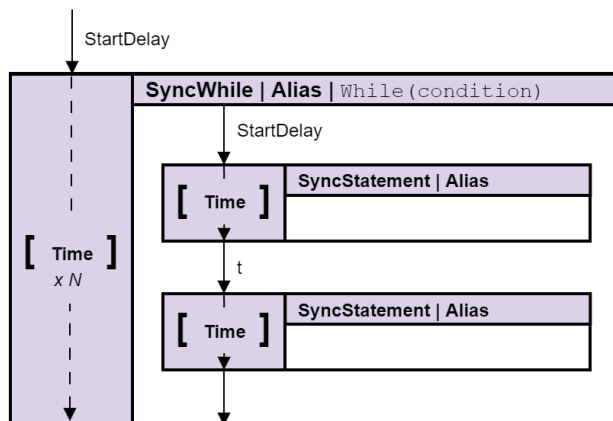 StartDelay
SyncWhile | Alias | While(condition)
StartDelay
SyncStatement | Alias
[ Time ]
[ Time ]
x N
t
SyncStatement | Alias
[ Time ]